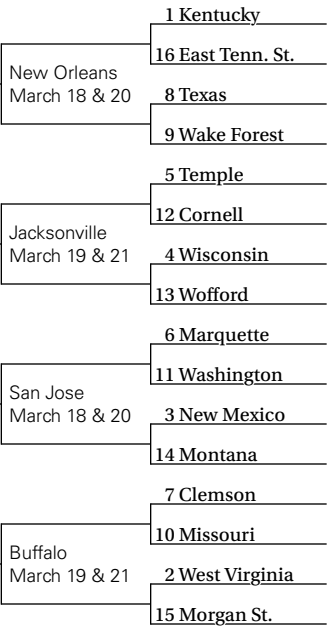 1 Kentucky
16 East Tenn. St.
New Orleans
March 18 & 20
8 Texas
9 Wake Forest
5 Temple
12 Cornell
Jacksonville
March 19 & 21
4 Wisconsin
13 Wofford
6 Marquette
11 Washington
San Jose
March 18 & 20
3 New Mexico
14 Montana
7 Clemson
10 Missouri
Buffalo
March 19 & 21
2 West Virginia
15 Morgan St.